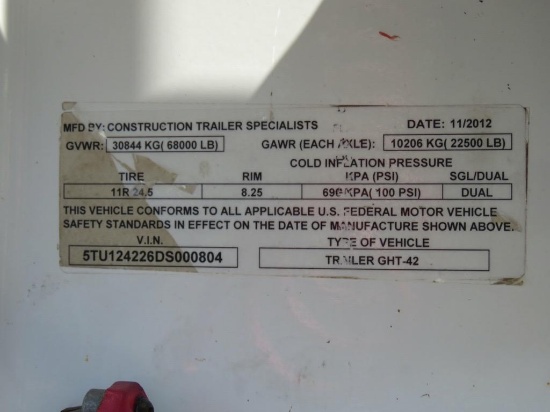 MFD BY: CONSTRUCTION TRAILER SPECIALISTS DATE: 11/2012
GVWR: 30844 KG( 68000 LB) GAWR (EACH AXLE): 10206 KG( 22500 LB)
COLD INFLATION PRESSURE
TIRE RIM KPA (PSI) SGL/DUAL
11R 24.5 8.25 690 KPA( 100 PSI) DUAL
THIS VEHICLE CONFORMS TO ALL APPLICABLE U.S. FEDERAL MOTOR VEHICLE
SAFETY STANDARDS IN EFFECT ON THE DATE OF MANUFACTURE SHOWN ABOVE.
V.I.N. TYPE OF VEHICLE
5TU124226DS000804 TRAILER GHT-42